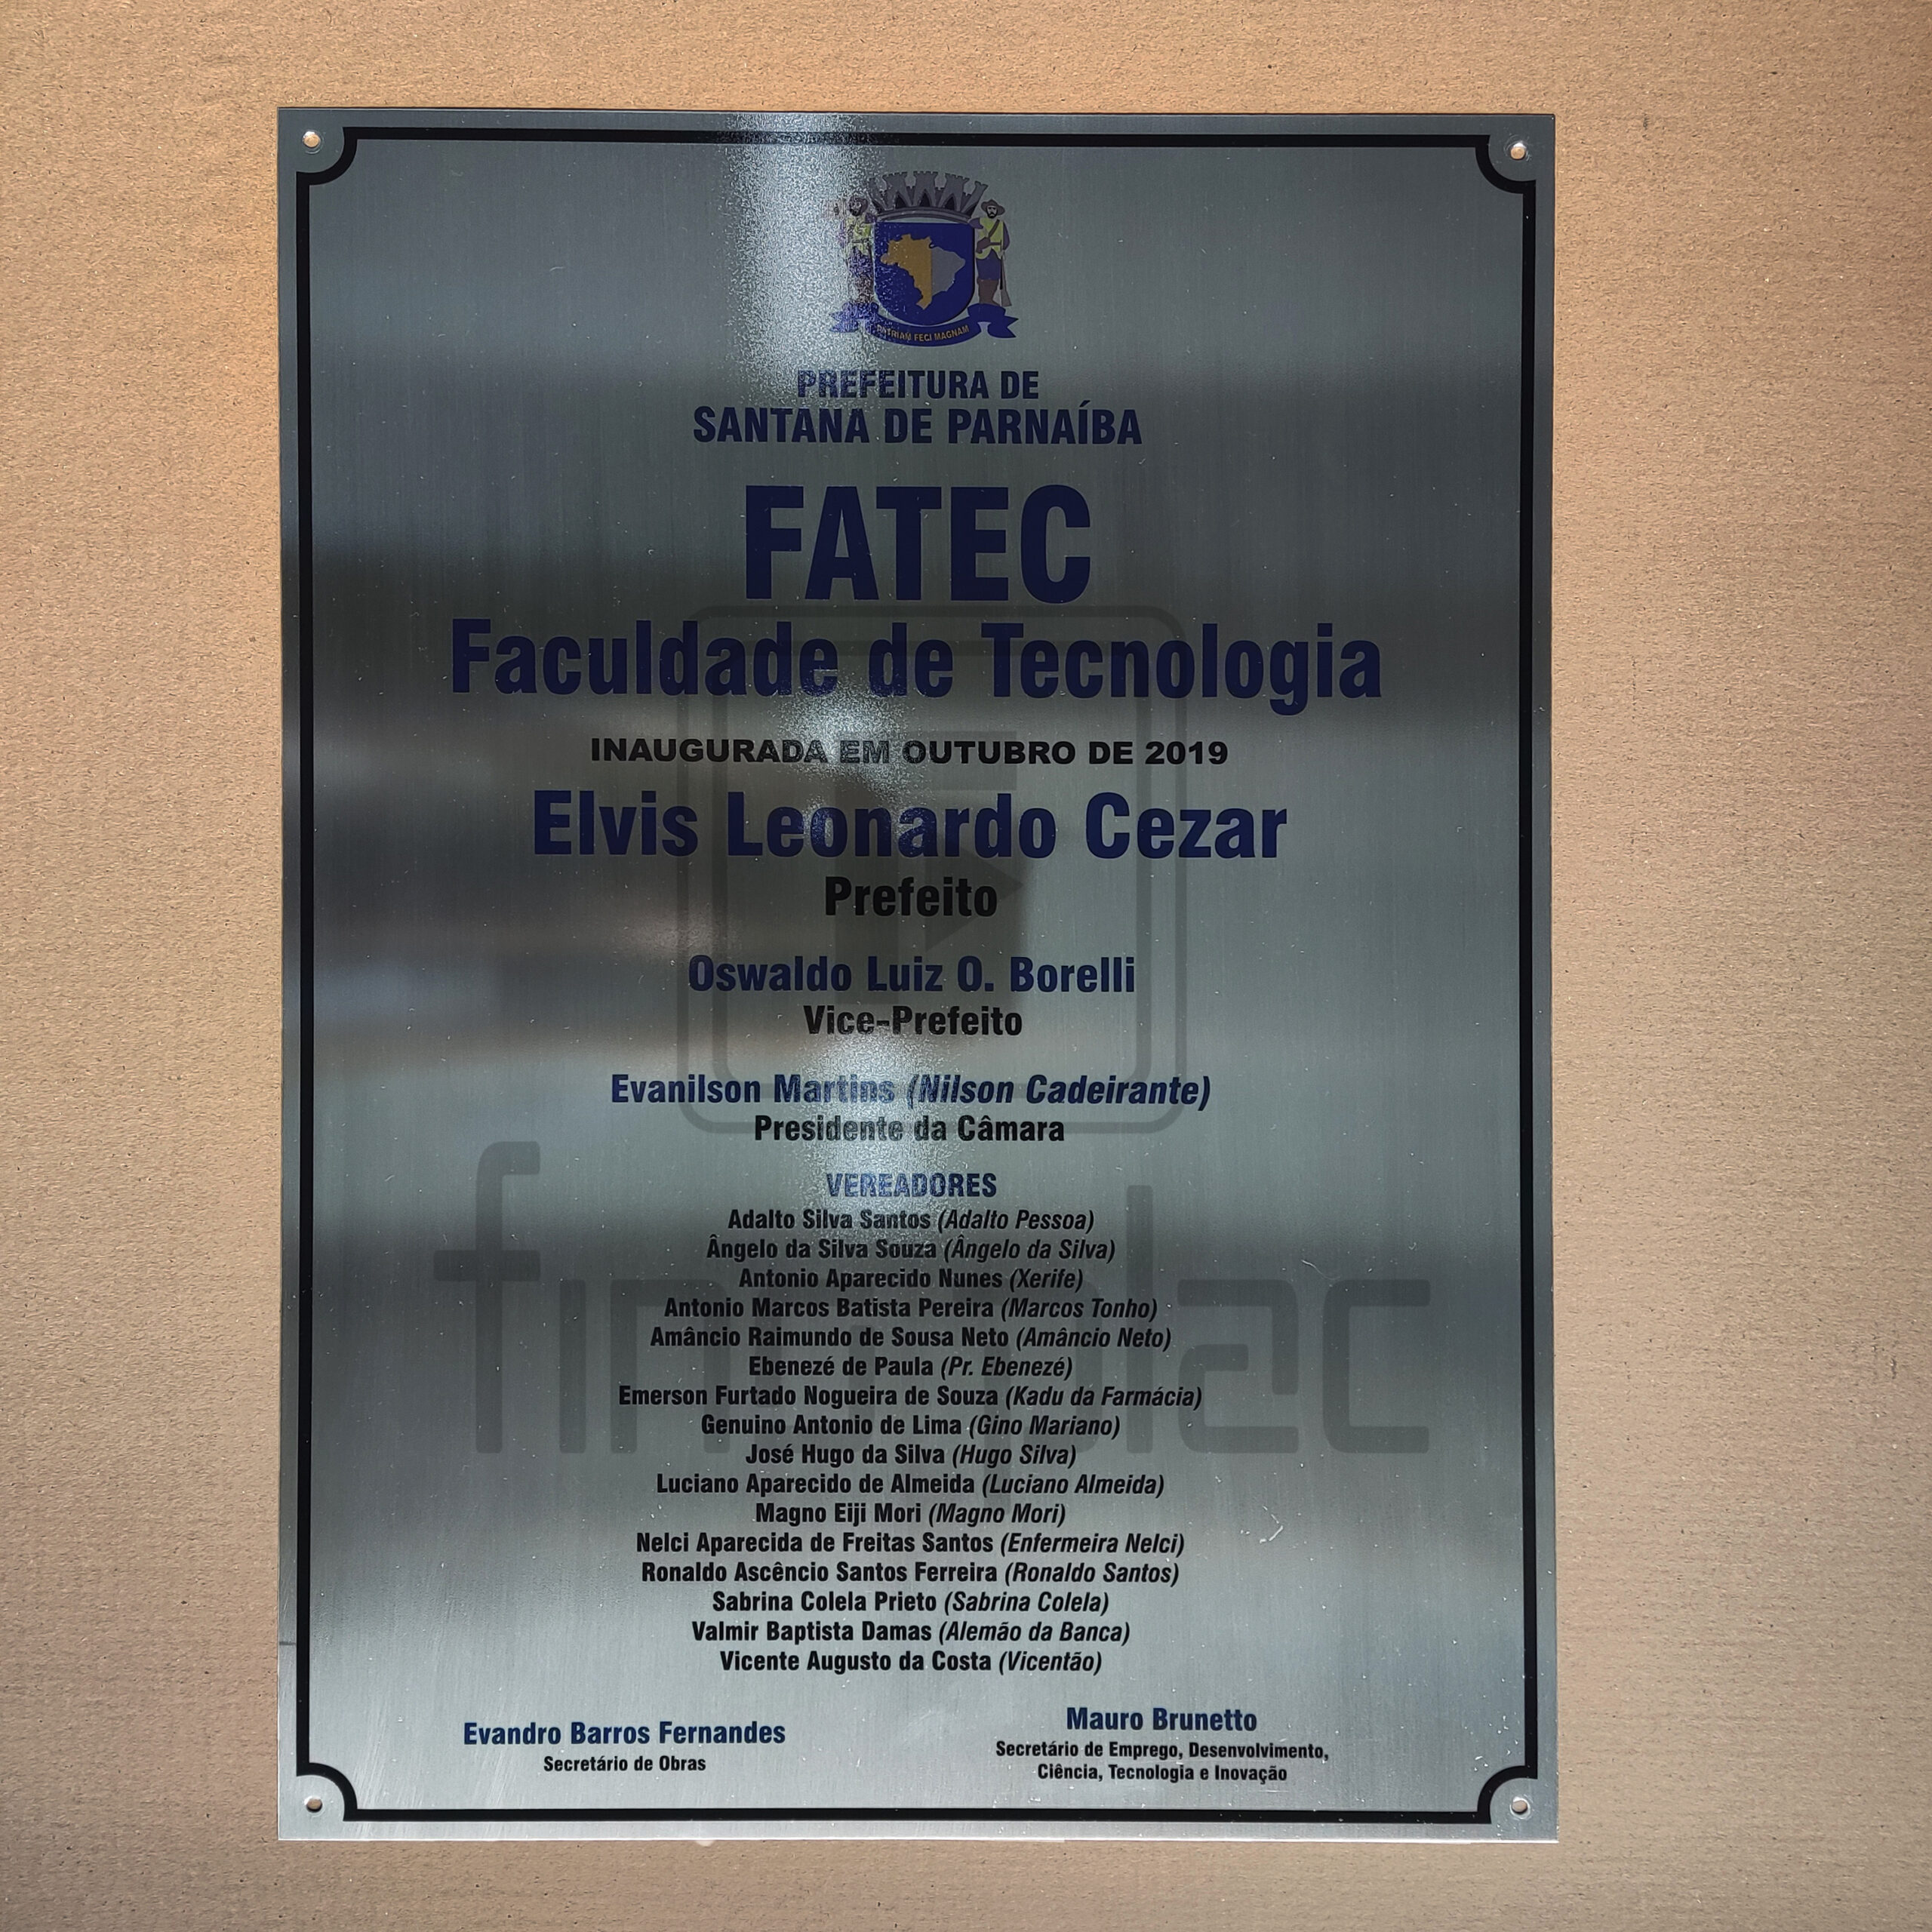 PATRIAM FECI MAGNAM
PREFEITURA DE
SANTANA DE PARNAÍBA
FATEC
Faculdade de Tecnologia
INAUGURADA EM OUTUBRO DE 2019
Elvis Leonardo Cezar
Prefeito
Oswaldo Luiz O. Borelli
Vice-Prefeito
Evanilson Martins (Nilson Cadeirante)
Presidente da Câmara
VEREADORES
Adalto Silva Santos (Adalto Pessoa)
Ângelo da Silva Souza (Ângelo da Silva)
Antonio Aparecido Nunes (Xerife)
Antonio Marcos Batista Pereira (Marcos Tonho)
Amâncio Raimundo de Sousa Neto (Amâncio Neto)
Ebenezé de Paula (Pr. Ebenezé)
Emerson Furtado Nogueira de Souza (Kadu da Farmácia)
Genuino Antonio de Lima (Gino Mariano)
José Hugo da Silva (Hugo Silva)
Luciano Aparecido de Almeida (Luciano Almeida)
Magno Eiji Mori (Magno Mori)
Nelci Aparecida de Freitas Santos (Enfermeira Nelci)
Ronaldo Ascêncio Santos Ferreira (Ronaldo Santos)
Sabrina Colela Prieto (Sabrina Colela)
Valmir Baptista Damas (Alemão da Banca)
Vicente Augusto da Costa (Vicentão)
Evandro Barros Fernandes
Secretário de Obras
Mauro Brunetto
Secretário de Emprego, Desenvolvimento,
Ciência, Tecnologia e Inovação